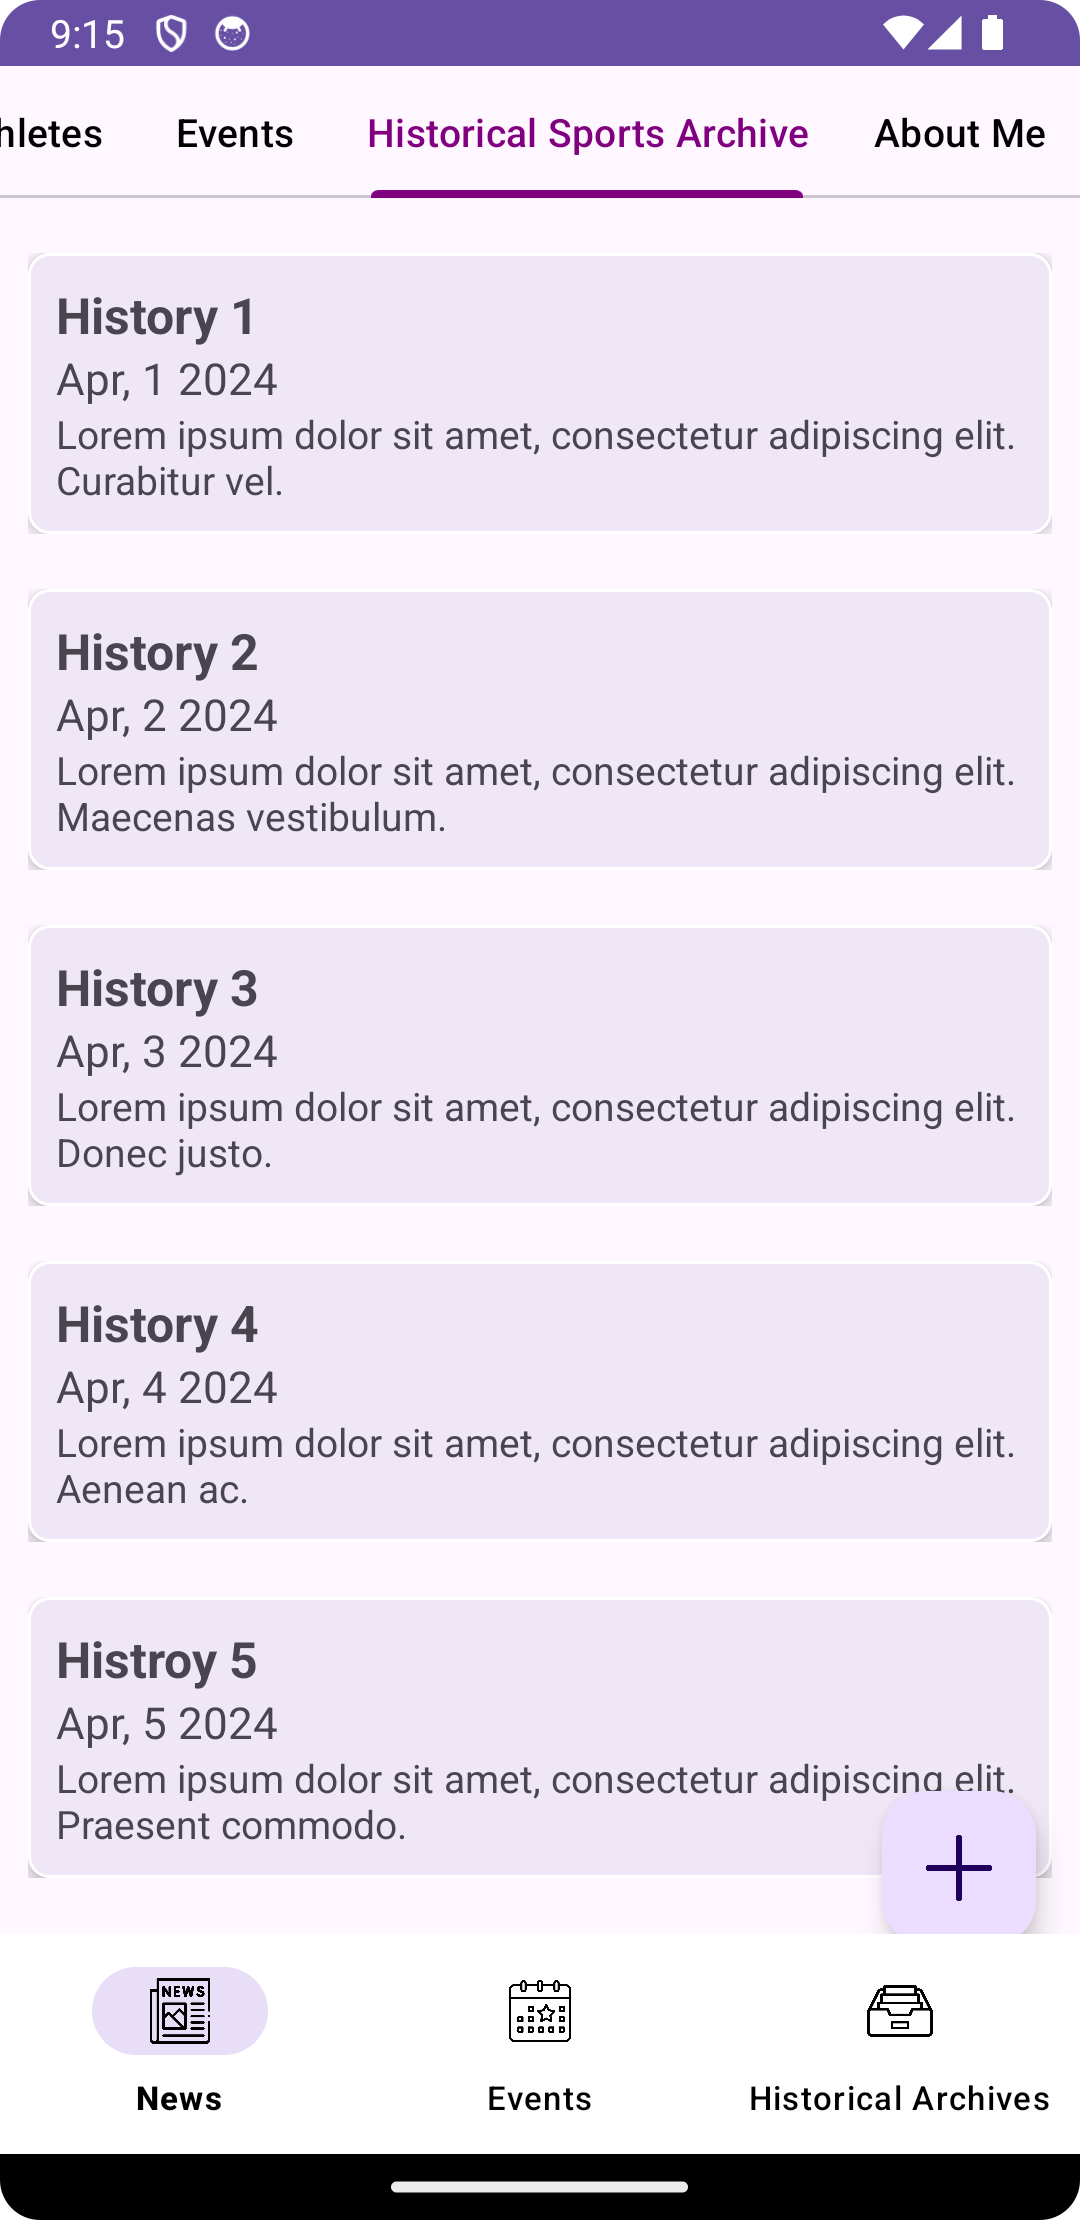 9:15
hletes Events Historical Sports Archive About Me
History 1
Apr, 1 2024
Lorem ipsum dolor sit amet, consectetur adipiscing elit.
Curabitur vel.
History 2
Apr, 2 2024
Lorem ipsum dolor sit amet, consectetur adipiscing elit.
Maecenas vestibulum.
History 3
Apr, 3 2024
Lorem ipsum dolor sit amet, consectetur adipiscing elit.
Donec justo.
History 4
Apr, 4 2024
Lorem ipsum dolor sit amet, consectetur adipiscing elit.
Aenean ac.
Histroy 5
Apr, 5 2024
Lorem ipsum dolor sit amet, consectetur adipiscing elit.
Praesent commodo.
NEWS
News Events Historical Archives